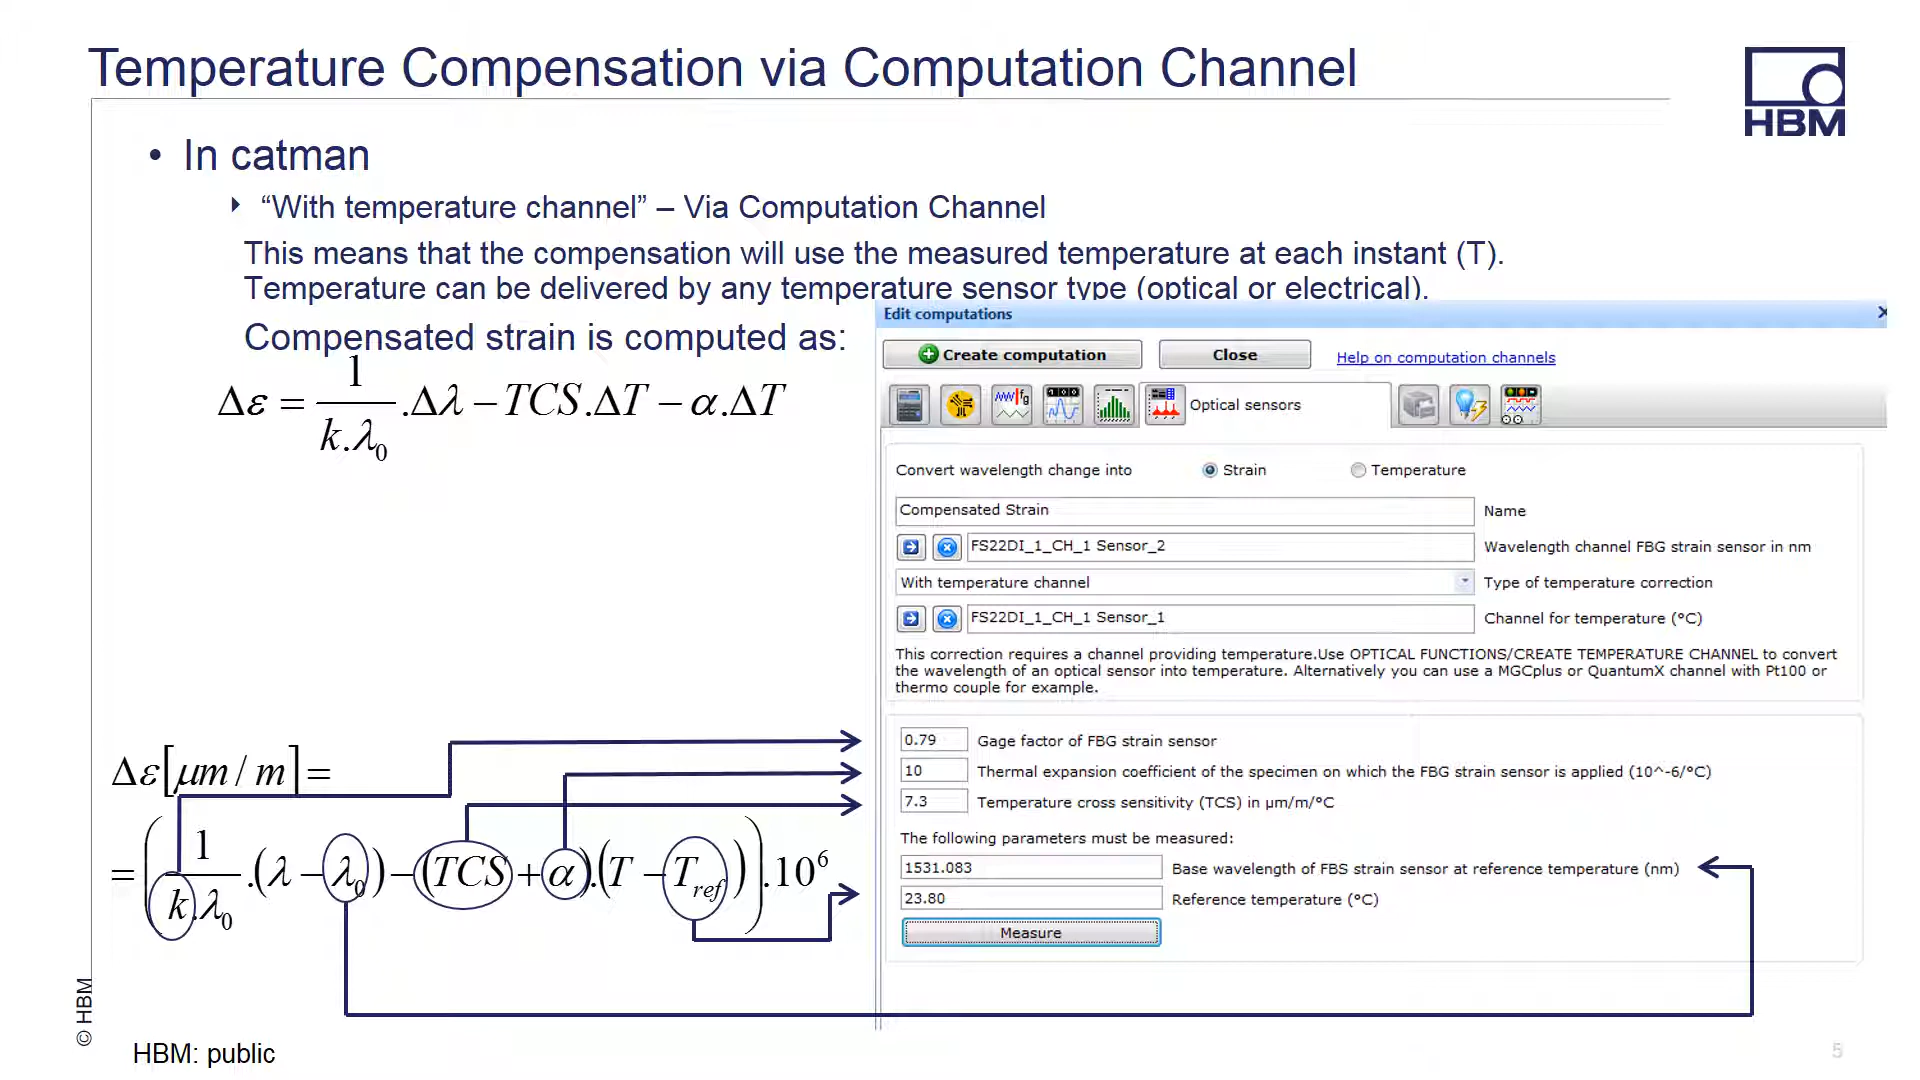 Temperature Compensation via Computation Channel
HBM
• In catman
“With temperature channel” – Via Computation Channel
This means that the compensation will use the measured temperature at each instant (T).
Temperature can be delivered by any temperature sensor type (optical or electrical).
Compensated strain is computed as:
Δε = 1/(k.λ₀) .Δλ − TCS.ΔT − α.ΔT
Edit computations
Create computation Close Help on computation channels
Optical sensors
Convert wavelength change into Strain Temperature
Compensated Strain Name
FS22DI_1_CH_1 Sensor_2 Wavelength channel FBG strain sensor in nm
With temperature channel Type of temperature correction
FS22DI_1_CH_1 Sensor_1 Channel for temperature (°C)
This correction requires a channel providing temperature.Use OPTICAL FUNCTIONS/CREATE TEMPERATURE CHANNEL to convert
the wavelength of an optical sensor into temperature. Alternatively you can use a MGCplus or QuantumX channel with Pt100 or
thermo couple for example.
0.79 Gage factor of FBG strain sensor
10 Thermal expansion coefficient of the specimen on which the FBG strain sensor is applied (10^-6/°C)
7.3 Temperature cross sensitivity (TCS) in µm/m/°C
The following parameters must be measured:
1531.083 Base wavelength of FBS strain sensor at reference temperature (nm)
23.80 Reference temperature (°C)
Measure
Δε[μm/m]=
= (1/(k.λ₀) .(λ − λ₀) − (TCS + α).(T − T_ref)).10⁶
© HBM
HBM: public
5